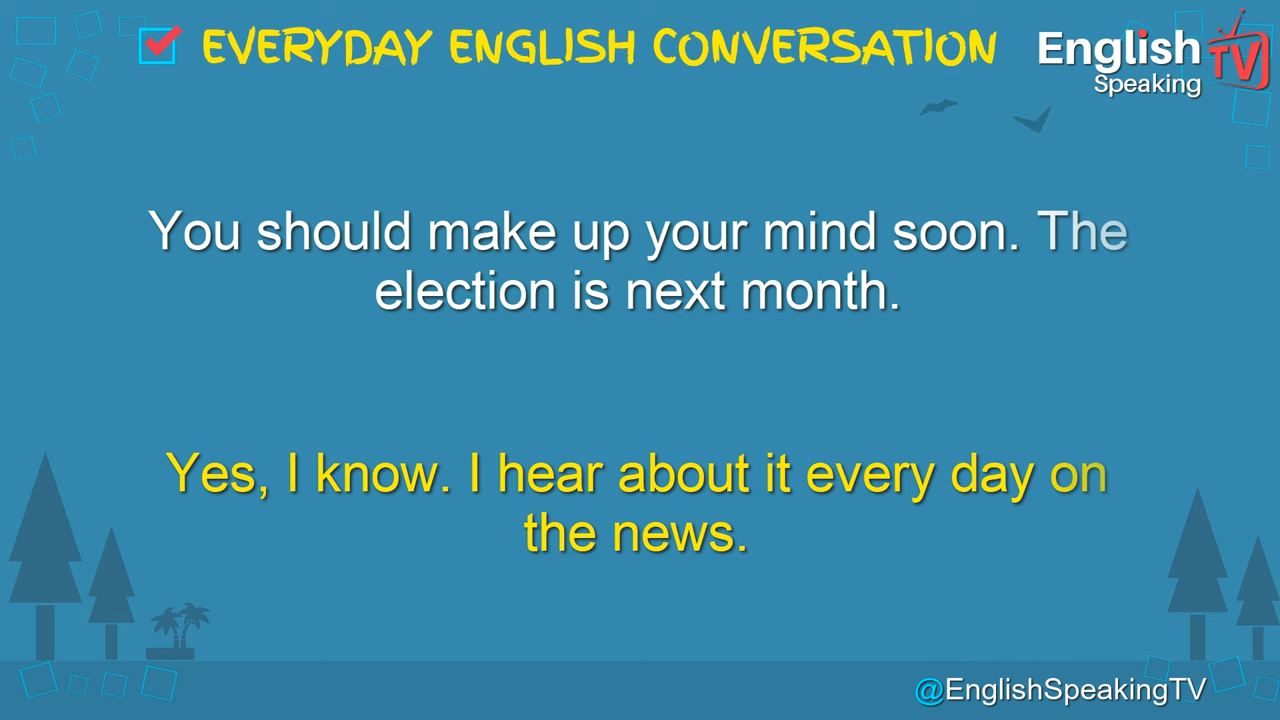 EVERYDAY ENGLISH CONVERSATION
English
Speaking
TV
You should make up your mind soon. The
election is next month.
Yes, I know. I hear about it every day on
the news.
@EnglishSpeakingTV